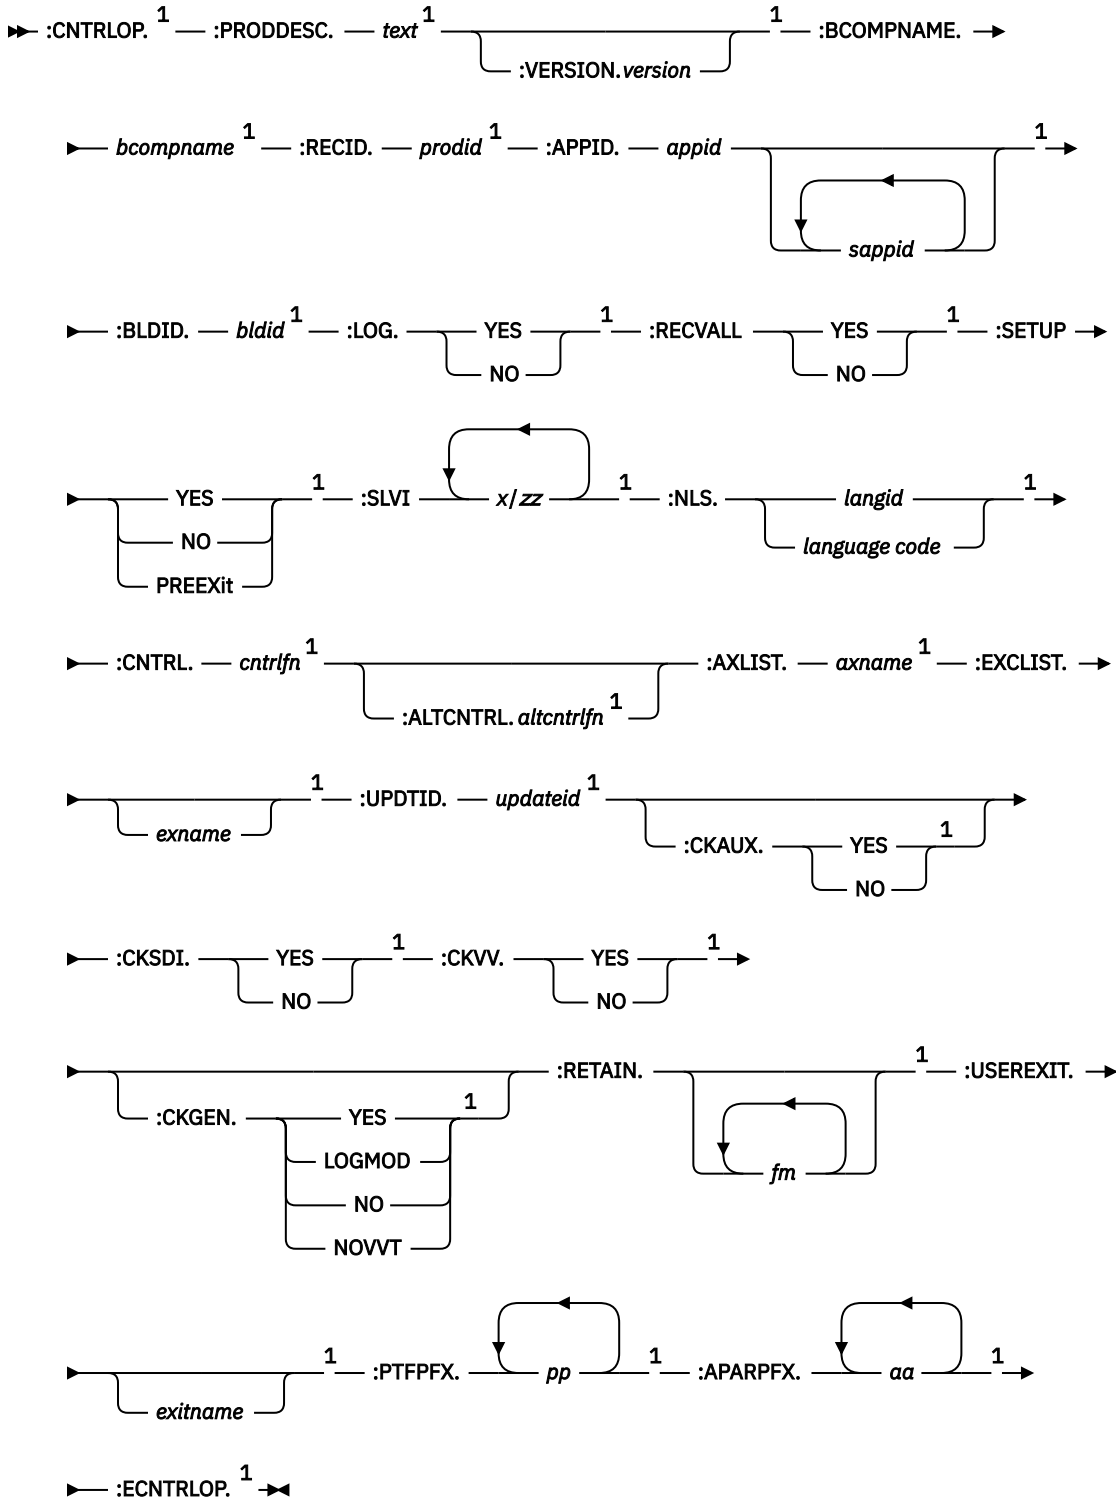 :CNTRLOP. 1 :PRODDESC. text 1 1 :BCOMPNAME.
:VERSION. version
bcompname 1 :RECID. prodid 1 :APPID. appid 1
sappid
:BLDID. bldid 1 :LOG. YES 1 :RECVALL YES 1 :SETUP
NO NO
YES 1 :SLVI x/zz 1 :NLS. langid 1
NO language code
PREEXit
:CNTRL. cntrlfn 1 :AXLIST. axname 1 :EXCLIST.
:ALTCNTRL. altcntrlfn 1
1 :UPDTID. updateid 1
exname :CKAUX. YES 1
NO
:CKSDI. YES 1 :CKVV. YES 1
NO NO
:RETAIN. 1 :USEREXIT.
:CKGEN. YES 1
LOGMOD fm
NO
NOVVT
1 :PTFPFX. pp 1 :APARPFX. aa 1
exitname
:ECNTRLOP. 1